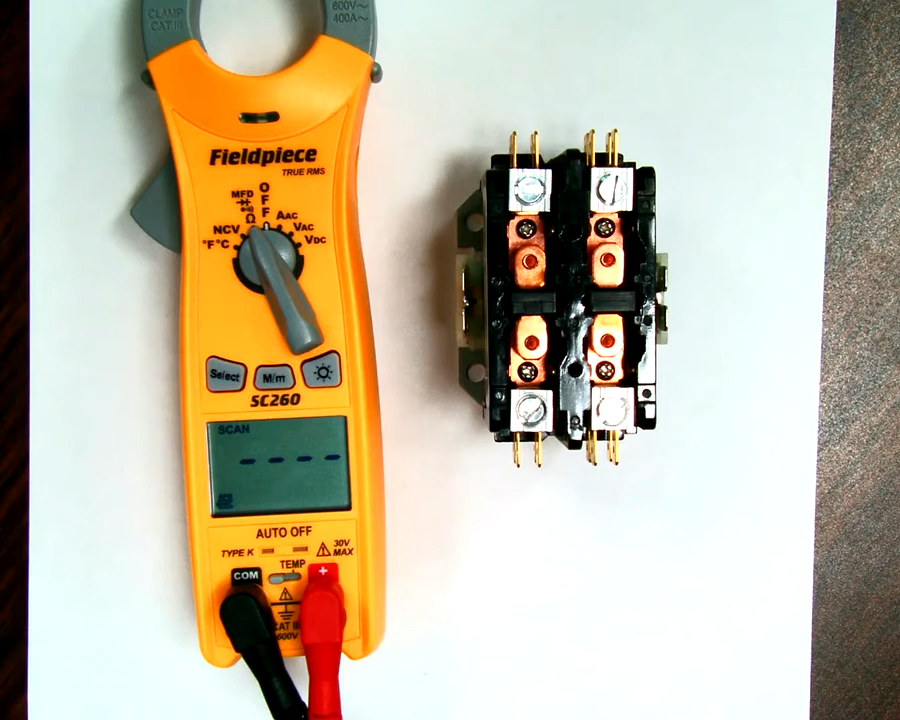 CLAMP
CAT III
600V~
400A~
Fieldpiece
TRUE RMS
OFF
MFD
Ω
AAC
NCV
VAC
°F°C
VDC
Select
M/m
SC260
SCAN
- - - -
AUTO OFF
TYPE K
30V
MAX
TEMP
COM
+
CAT III
600V